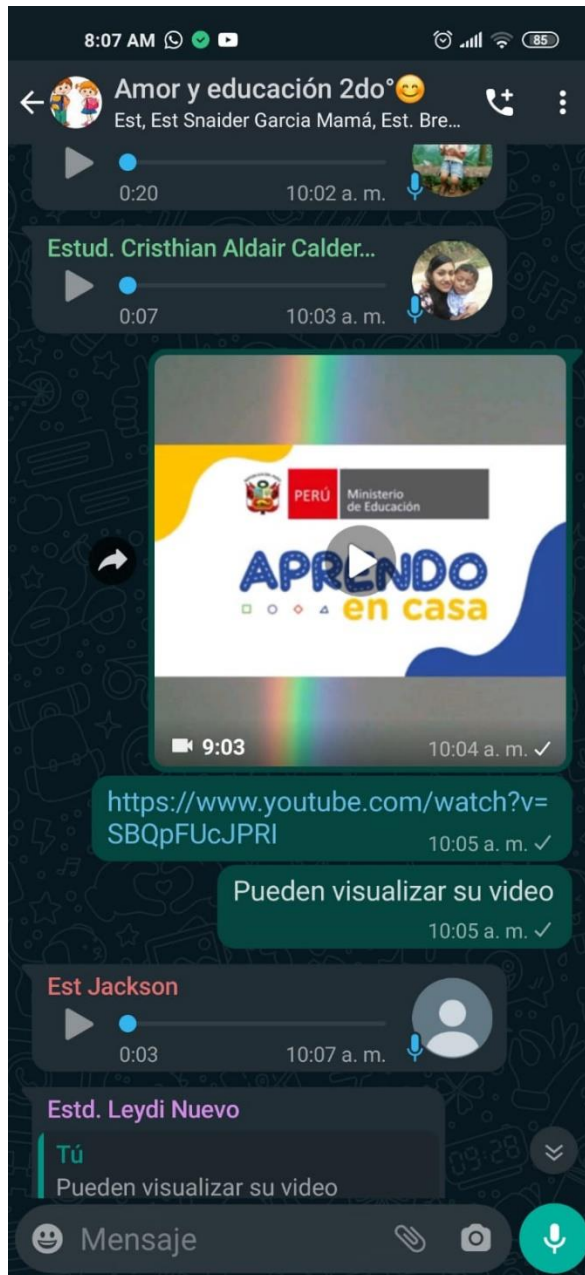 8:07 AM
85
Amor y educación 2do°😊
Est, Est Snaider Garcia Mamá, Est. Bre...
0:20 10:02 a. m.
Estud. Cristhian Aldair Calder...
0:07 10:03 a. m.
PERÚ
Ministerio
de Educación
APRENDO
en casa
9:03 10:04 a. m.
https://www.youtube.com/watch?v=
SBQpFUcJPRI
10:05 a. m.
Pueden visualizar su video
10:05 a. m.
Est Jackson
0:03 10:07 a. m.
Estd. Leydi Nuevo
Tú
Pueden visualizar su video
Mensaje